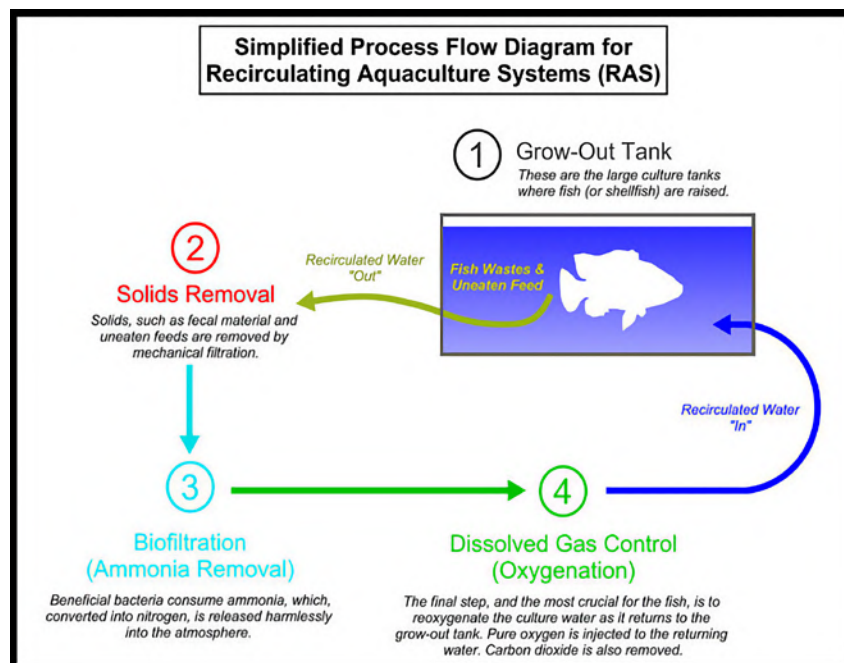 Simplified Process Flow Diagram for
Recirculating Aquaculture Systems (RAS)
1
Grow-Out Tank
These are the large culture tanks
where fish (or shellfish) are raised.
2
Solids Removal
Solids, such as fecal material and
uneaten feeds are removed by
mechanical filtration.
Recirculated Water
"Out"
Fish Wastes &
Uneaten Feed
Recirculated Water
"In"
3
Biofiltration
(Ammonia Removal)
Beneficial bacteria consume ammonia, which,
converted into nitrogen, is released harmlessly
into the atmosphere.
4
Dissolved Gas Control
(Oxygenation)
The final step, and the most crucial for the fish, is to
reoxygenate the culture water as it returns to the
grow-out tank. Pure oxygen is injected to the returning
water. Carbon dioxide is also removed.